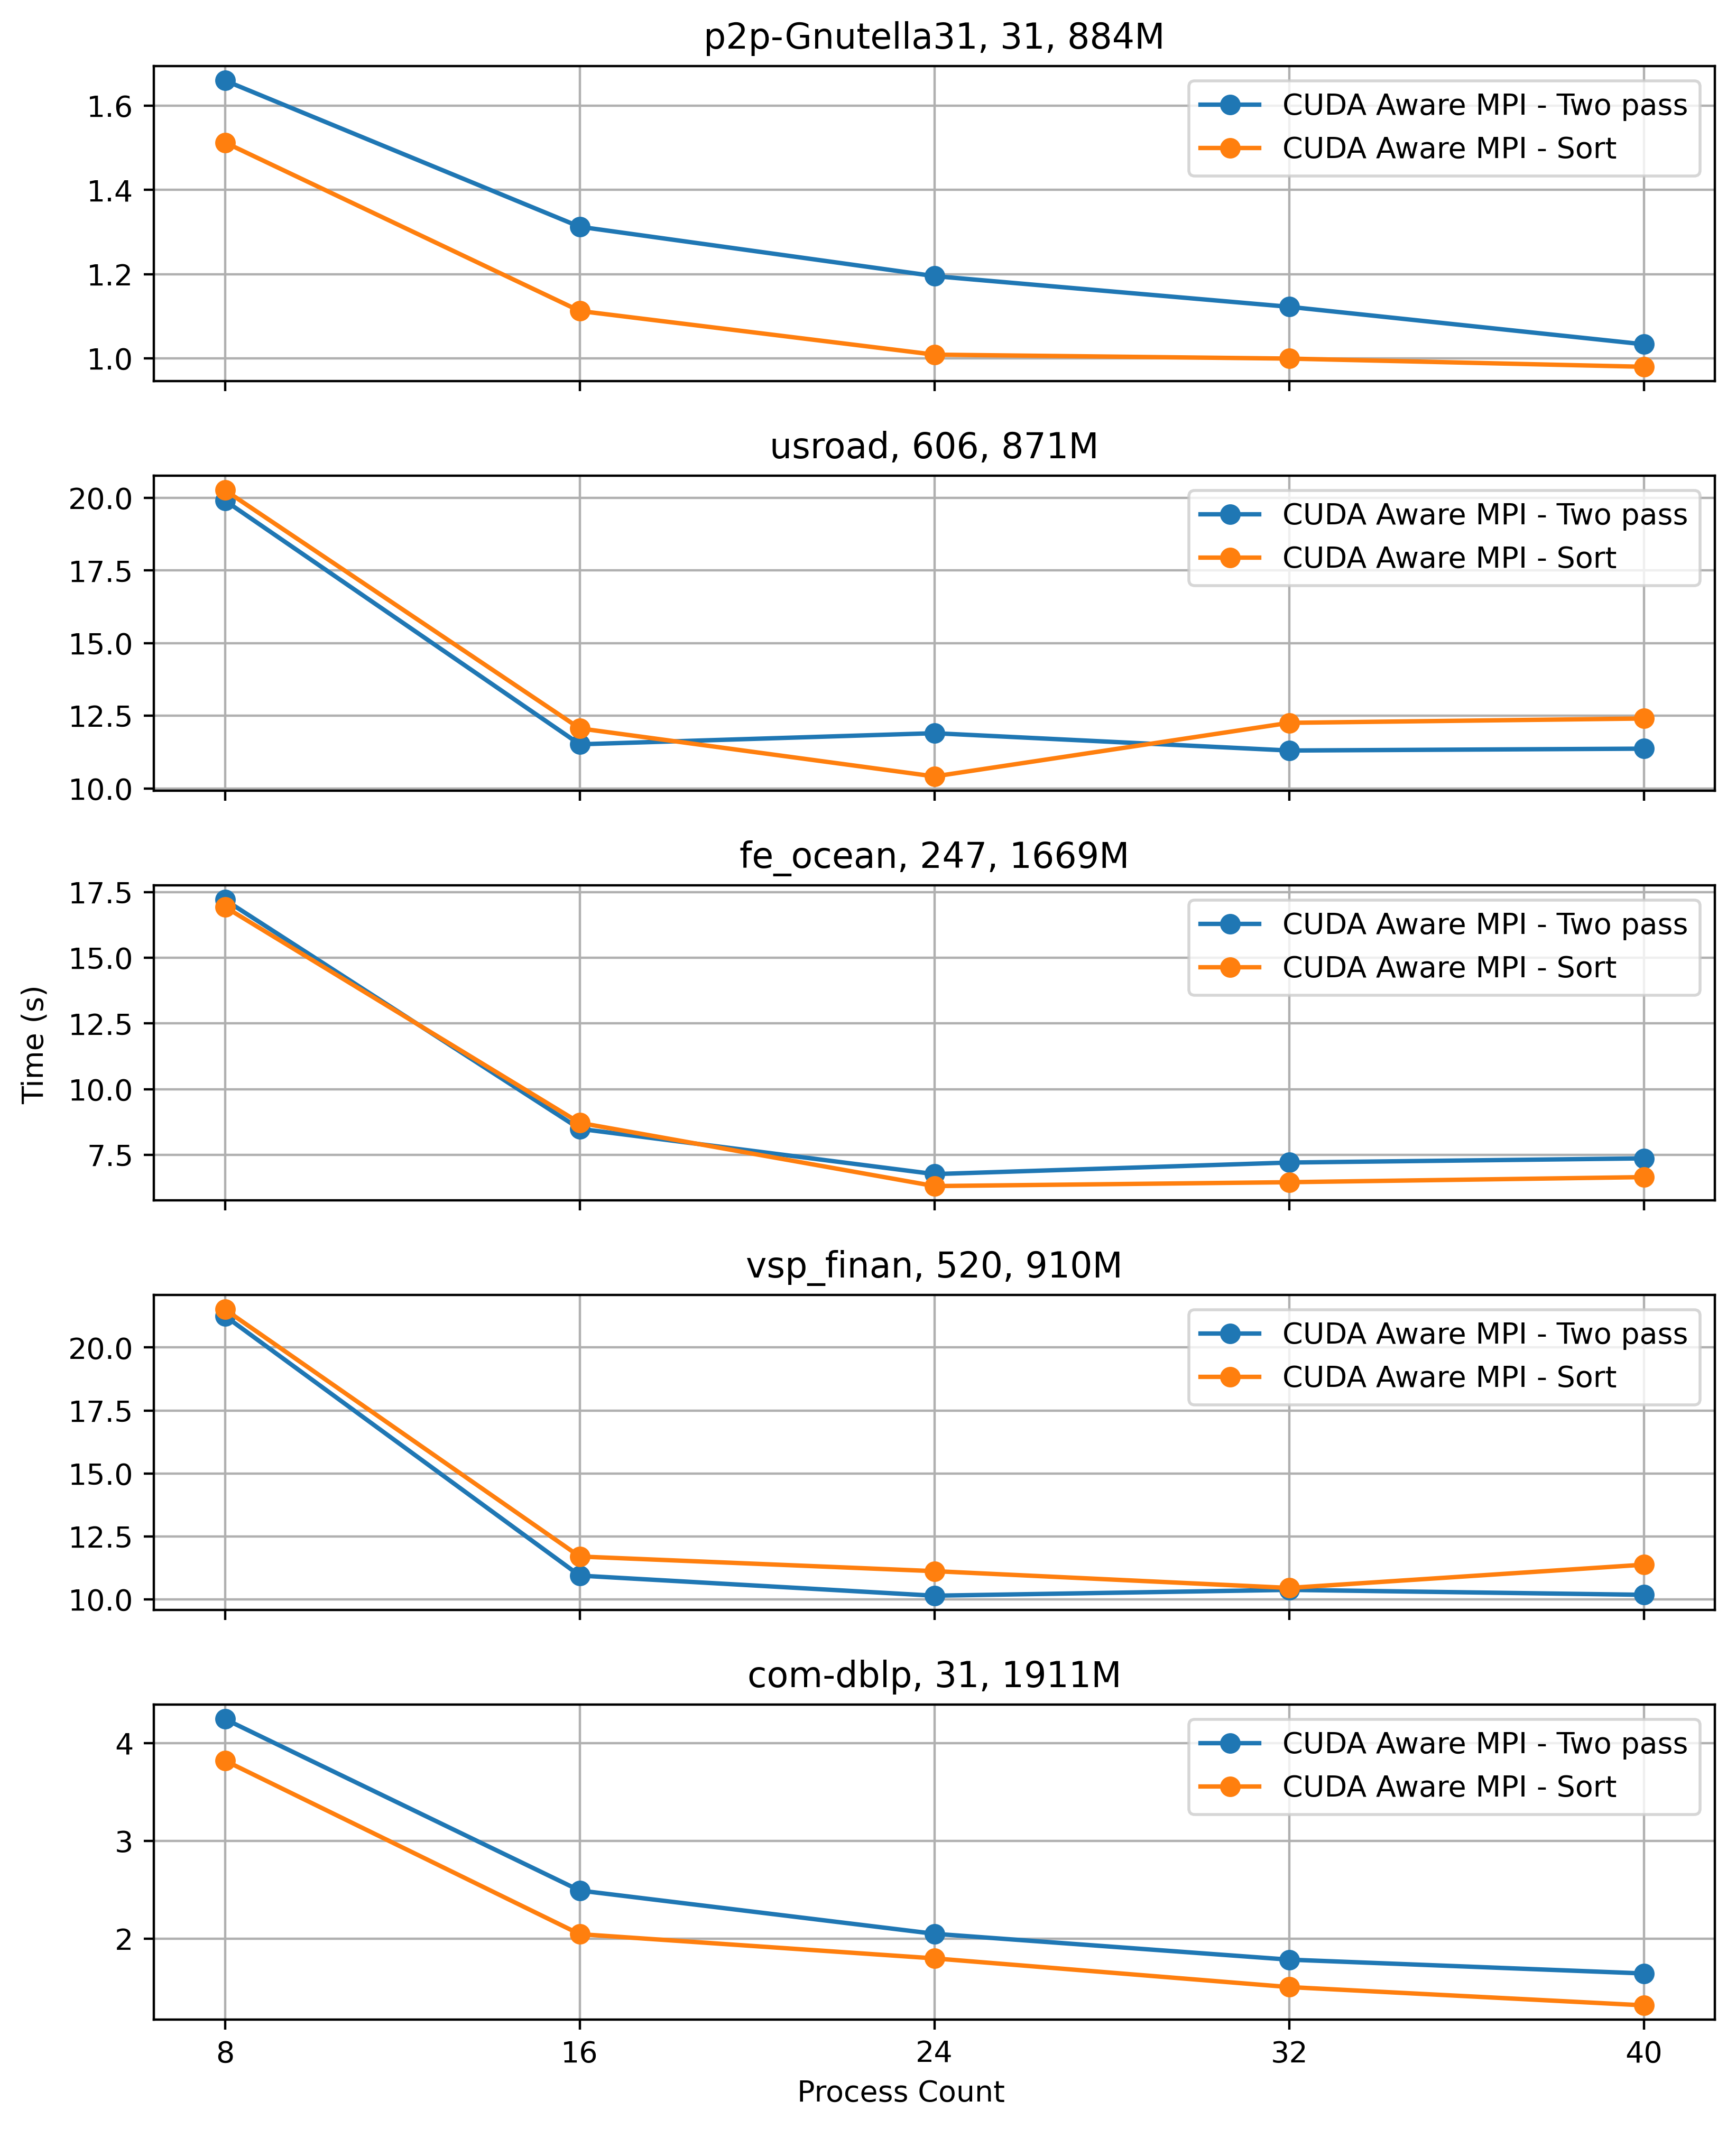 p2p-Gnutella31, 31, 884M
1.6
1.4
1.2
1.0
CUDA Aware MPI - Two pass
CUDA Aware MPI - Sort
usroad, 606, 871M
20.0
17.5
15.0
12.5
10.0
CUDA Aware MPI - Two pass
CUDA Aware MPI - Sort
fe_ocean, 247, 1669M
Time (s)
17.5
15.0
12.5
10.0
7.5
CUDA Aware MPI - Two pass
CUDA Aware MPI - Sort
vsp_finan, 520, 910M
20.0
17.5
15.0
12.5
10.0
CUDA Aware MPI - Two pass
CUDA Aware MPI - Sort
com-dblp, 31, 1911M
4
3
2
CUDA Aware MPI - Two pass
CUDA Aware MPI - Sort
8 16 24 32 40
Process Count